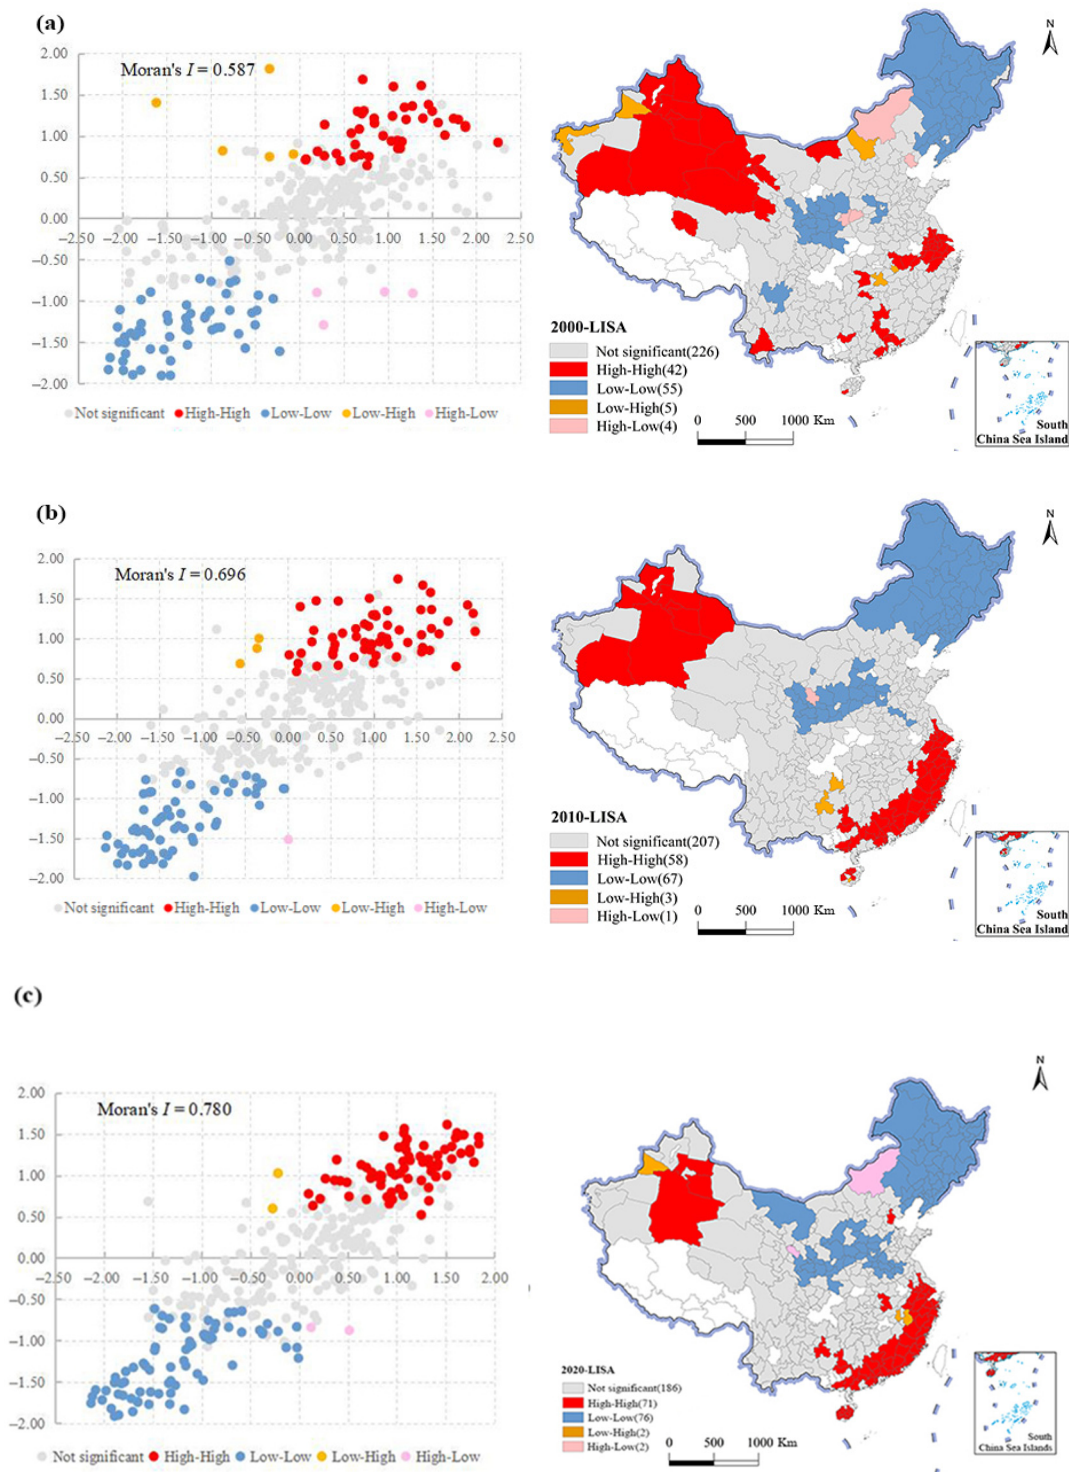 (a)
Moran's I = 0.587
2.00
1.50
1.00
0.50
0.00
−2.50 −2.00 −1.50 −1.00 −0.50 0.00 0.50 1.00 1.50 2.00 2.50
−0.50
−1.00
−1.50
−2.00
Not significant High-High Low-Low Low-High High-Low
N
2000-LISA
Not significant(226)
High-High(42)
Low-Low(55)
Low-High(5)
High-Low(4)
0 500 1000 Km
South
China Sea Island
(b)
Moran's I = 0.696
2.00
1.50
1.00
0.50
0.00
−2.50 −2.00 −1.50 −1.00 −0.50 0.00 0.50 1.00 1.50 2.00 2.50
−0.50
−1.00
−1.50
−2.00
Not significant High-High Low-Low Low-High High-Low
N
2010-LISA
Not significant(207)
High-High(58)
Low-Low(67)
Low-High(3)
High-Low(1)
0 500 1000 Km
South
China Sea Island
(c)
Moran's I = 0.780
2.00
1.50
1.00
0.50
0.00
−2.50 −2.00 −1.50 −1.00 −0.50 0.00 0.50 1.00 1.50 2.00
−0.50
−1.00
−1.50
−2.00
Not significant High-High Low-Low Low-High High-Low
N
2020-LISA
Not significant(186)
High-High(71)
Low-Low(76)
Low-High(2)
High-Low(2)
0 500 1000 Km
South
China Sea Islands